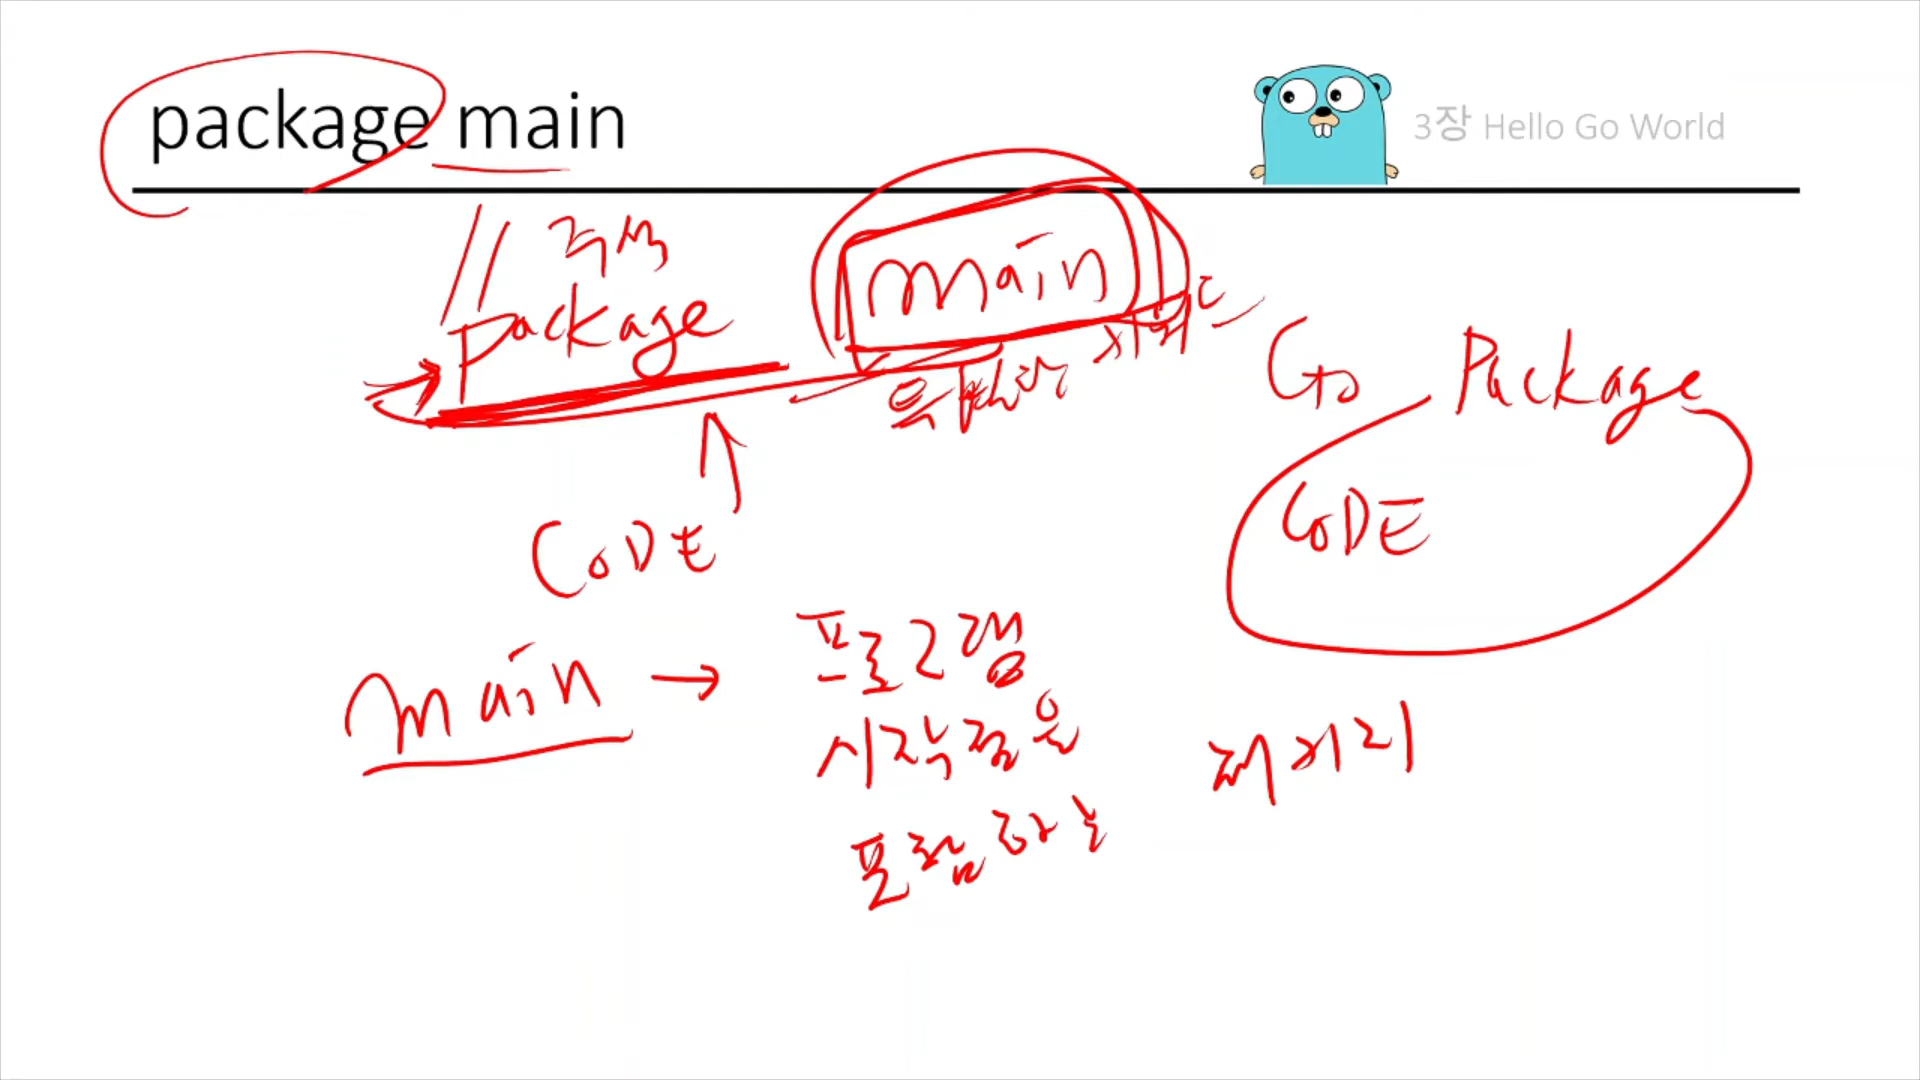 package main
3장 Hello Go World
// 주석
package main
Go Package
CODE
CODE
main → 프로그램
시작점을
포함하는
패키지